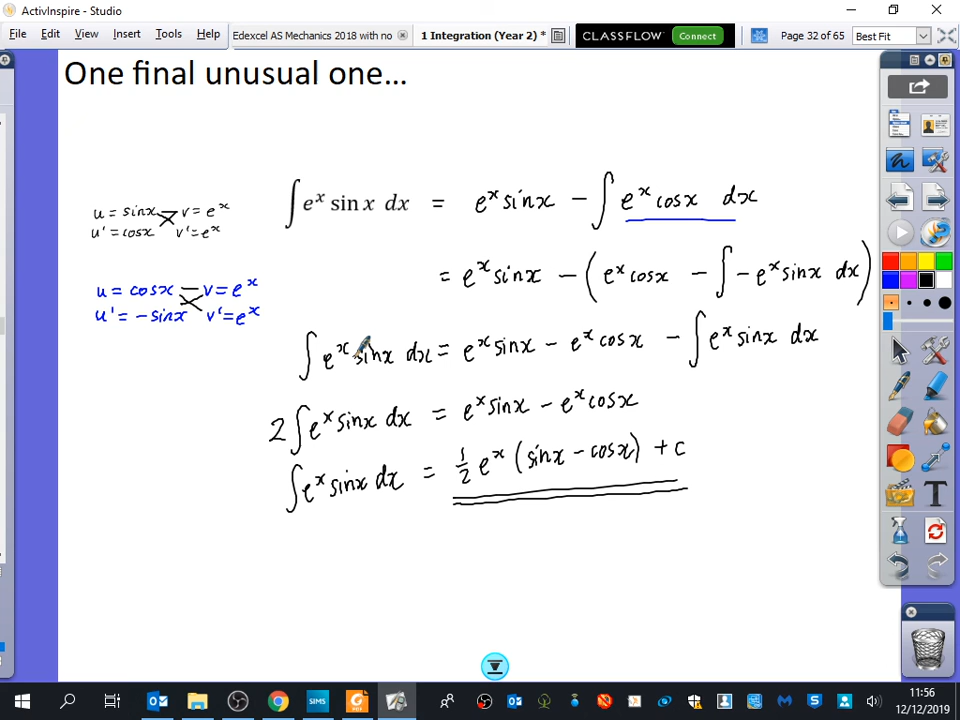 ActivInspire - Studio
File Edit View Insert Tools Help Edexcel AS Mechanics 2018 with no 1 Integration (Year 2) * CLASSFLOW Connect Page 32 of 65 Best Fit
One final unusual one...
∫ e^x sin x dx = e^x sinx − ∫ e^x cosx dx
u = sinx v = e^x
u' = cosx v' = e^x
= e^x sinx − (e^x cosx − ∫ − e^x sinx dx)
u = cosx v = e^x
u' = −sinx v' = e^x
∫ e^x sinx dx = e^x sinx − e^x cosx − ∫ e^x sinx dx
2 ∫ e^x sinx dx = e^x sinx − e^x cosx
∫ e^x sinx dx = 1/2 e^x (sinx − cosx) + c
SIMS
PDF
11:56
12/12/2019